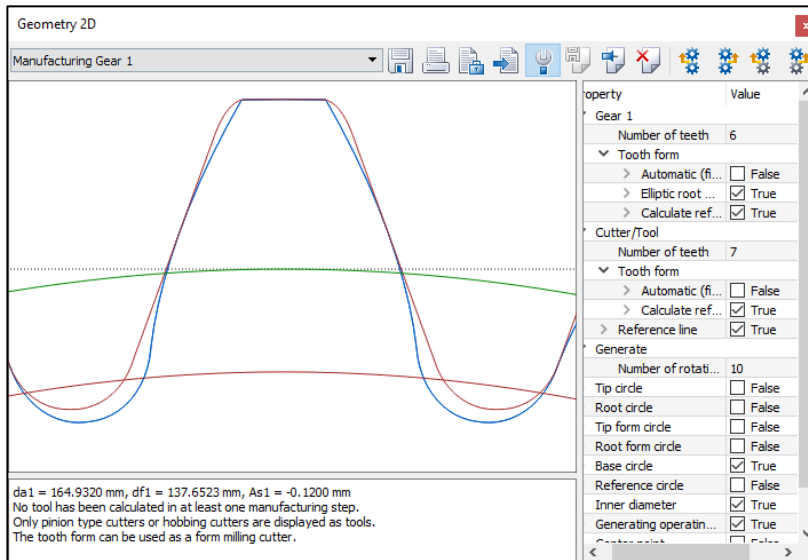 Geometry 2D
Manufacturing Gear 1
roperty Value
Gear 1
Number of teeth 6
Tooth form
Automatic (fi... False
Elliptic root ... True
Calculate ref... True
Cutter/Tool
Number of teeth 7
Tooth form
Automatic (fi... False
Calculate ref... True
Reference line True
Generate
Number of rotati... 10
Tip circle False
Root circle False
Tip form circle False
Root form circle False
Base circle True
Reference circle False
Inner diameter True
Generating operatin... True
da1 = 164.9320 mm, df1 = 137.6523 mm, As1 = -0.1200 mm
No tool has been calculated in at least one manufacturing step.
Only pinion type cutters or hobbing cutters are displayed as tools.
The tooth form can be used as a form milling cutter.